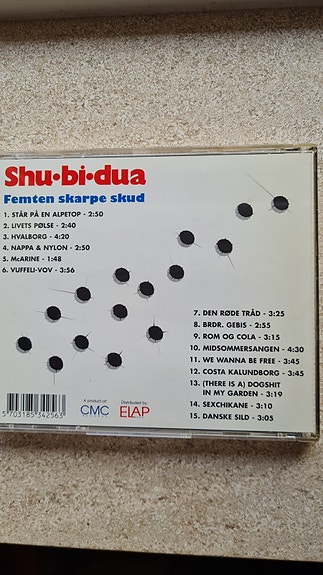 Shu•bi•dua
Femten skarpe skud
1. STÅR PÅ EN ALPETOP - 2:50
2. LIVETS PØLSE - 2:40
3. HVALBORG - 4:20
4. NAPPA & NYLON - 2:50
5. McARINE - 1:48
6. VUFFELI-VOV - 3:56
7. DEN RØDE TRÅD - 3:25
8. BRDR. GEBIS - 2:55
9. ROM OG COLA - 3:15
10. MIDSOMMERSANGEN - 4:30
11. WE WANNA BE FREE - 3:45
12. COSTA KALUNDBORG - 3:45
13. (THERE IS A) DOGSHIT
IN MY GARDEN - 3:19
14. SEXCHIKANE - 3:10
15. DANSKE SILD - 3:05
A product of:
CMC
Distributed by:
ELAP
5 703185 342563